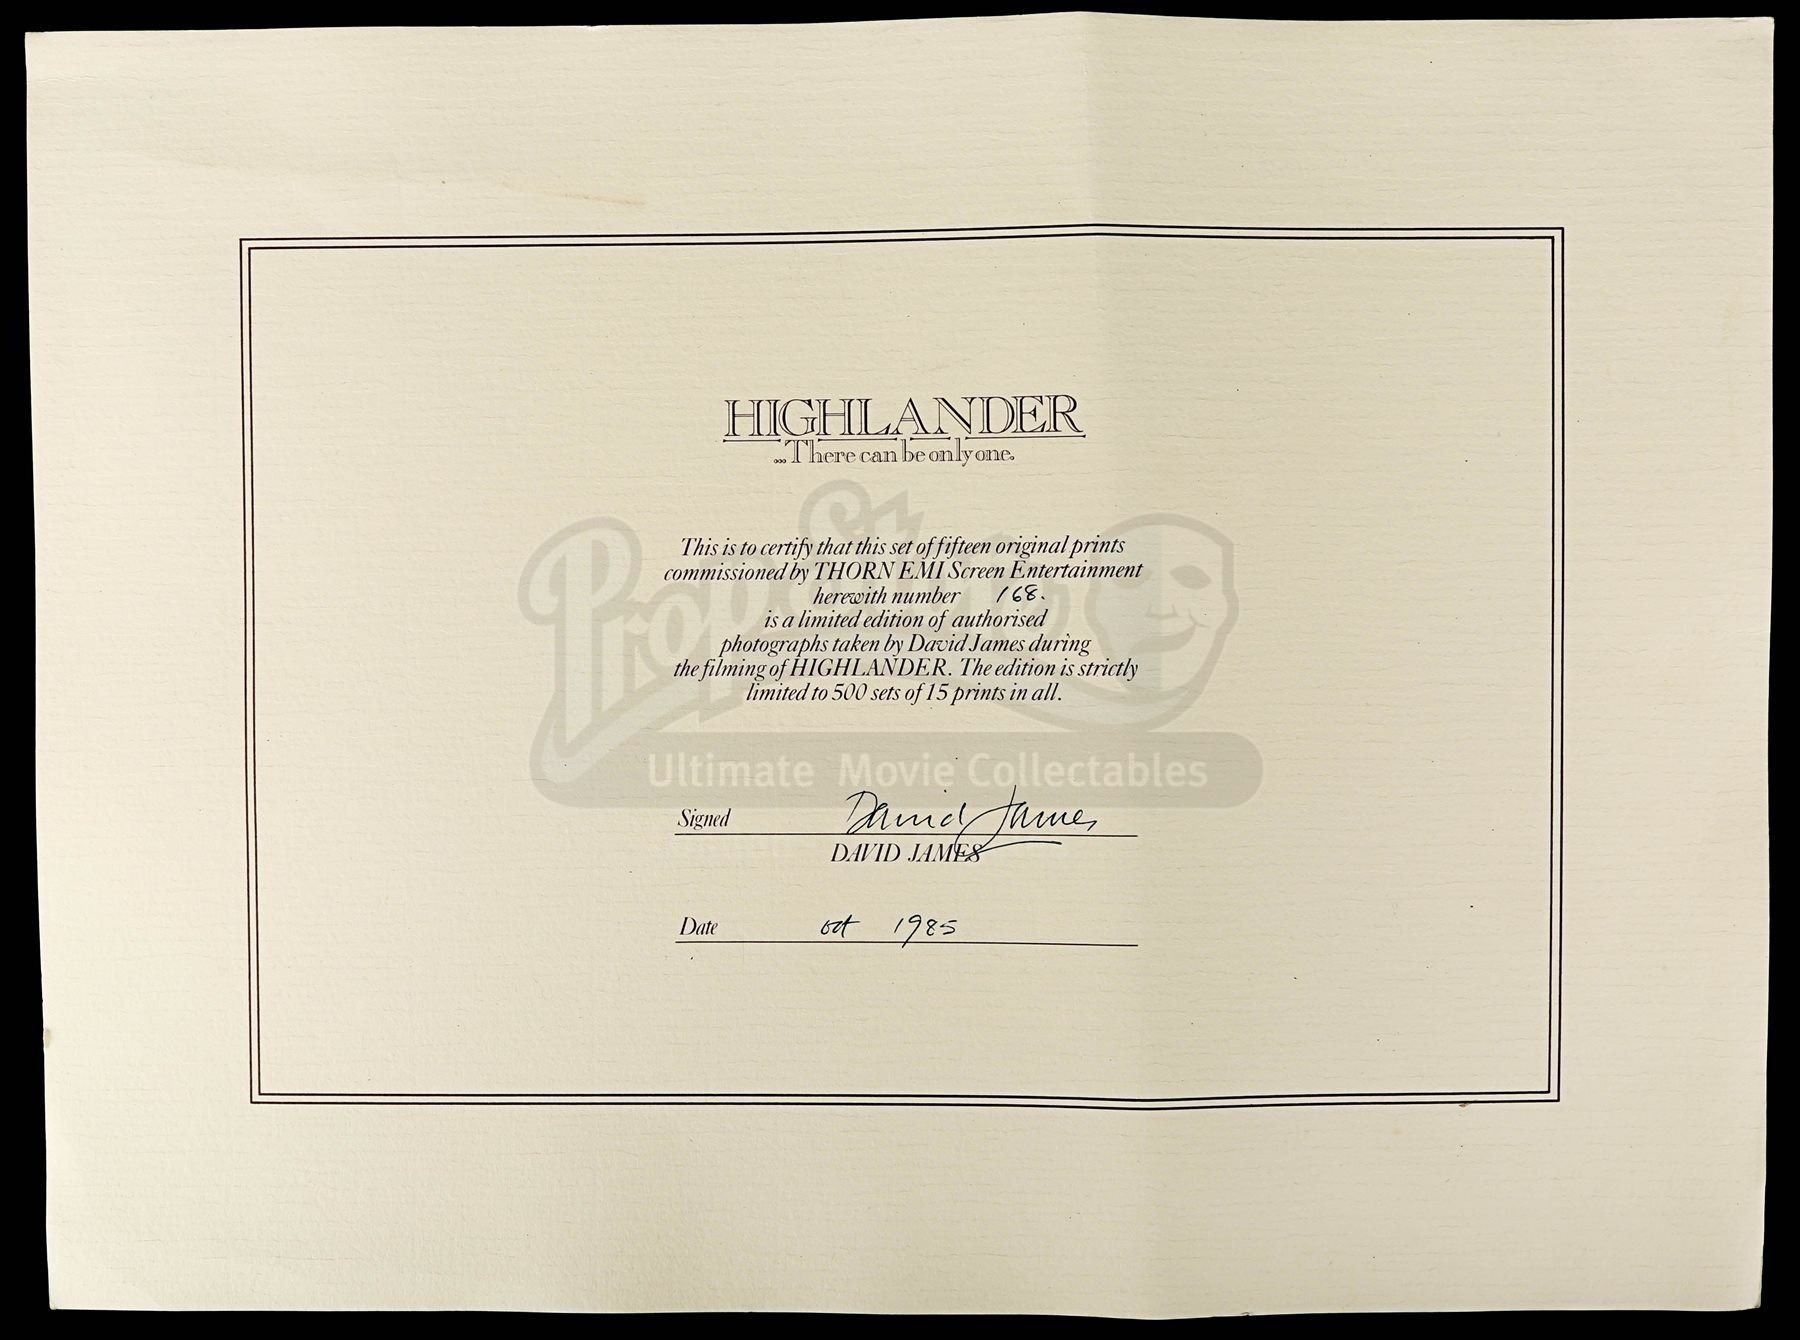 HIGHLANDER
...There can be only one.
This is to certify that this set of fifteen original prints
commissioned by THORN EMI Screen Entertainment
herewith number 168.
is a limited edition of authorised
photographs taken by David James during
the filming of HIGHLANDER. The edition is strictly
limited to 500 sets of 15 prints in all.
PropStore
Ultimate Movie Collectables
Signed David James
DAVID JAMES
Date oct 1985